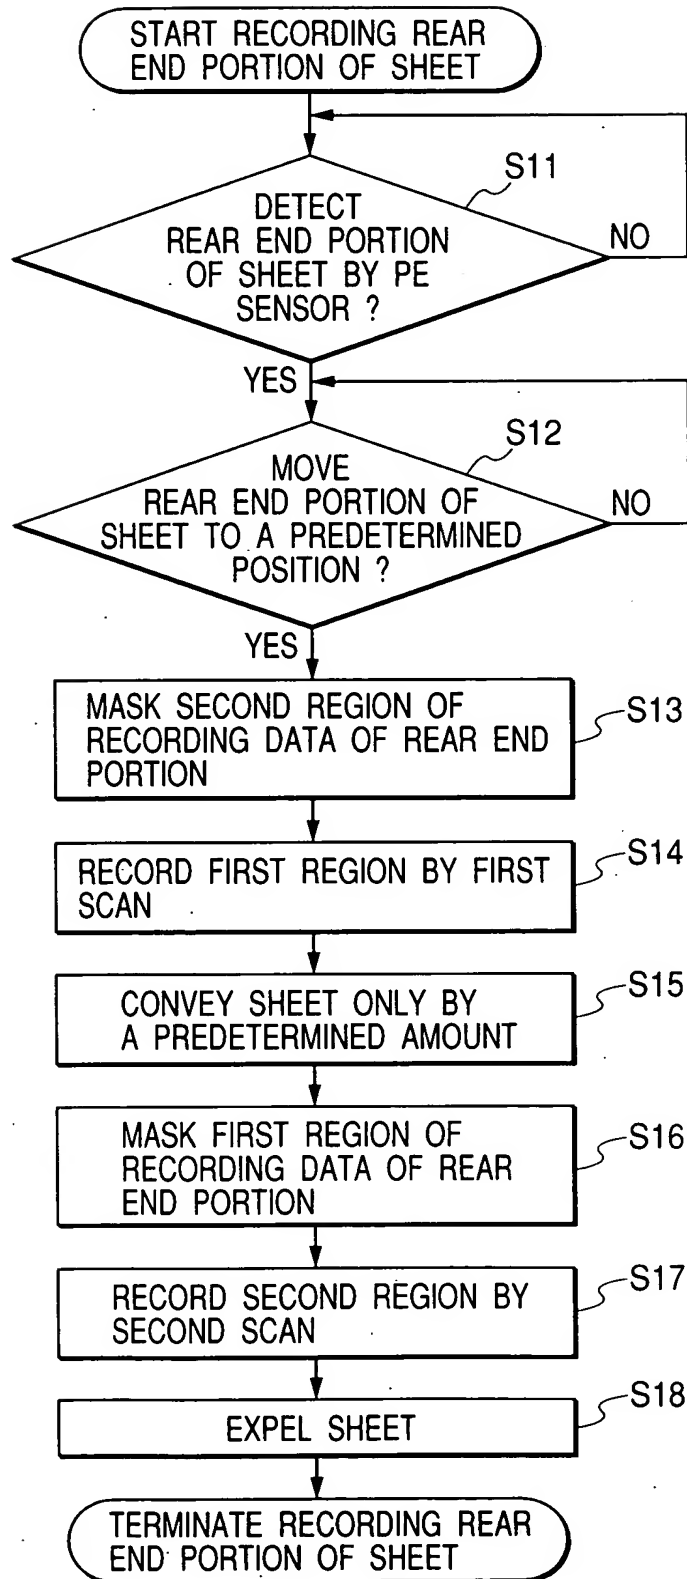 START RECORDING REAR
END PORTION OF SHEET
S11
DETECT
REAR END PORTION
OF SHEET BY PE
SENSOR ?
NO
YES
S12
MOVE
REAR END PORTION OF
SHEET TO A PREDETERMINED
POSITION ?
NO
YES
MASK SECOND REGION OF
RECORDING DATA OF REAR END
PORTION
S13
RECORD FIRST REGION BY FIRST
SCAN
S14
CONVEY SHEET ONLY BY
A PREDETERMINED AMOUNT
S15
MASK FIRST REGION OF
RECORDING DATA OF REAR
END PORTION
S16
RECORD SECOND REGION BY
SECOND SCAN
S17
EXPEL SHEET
S18
TERMINATE RECORDING REAR
END PORTION OF SHEET